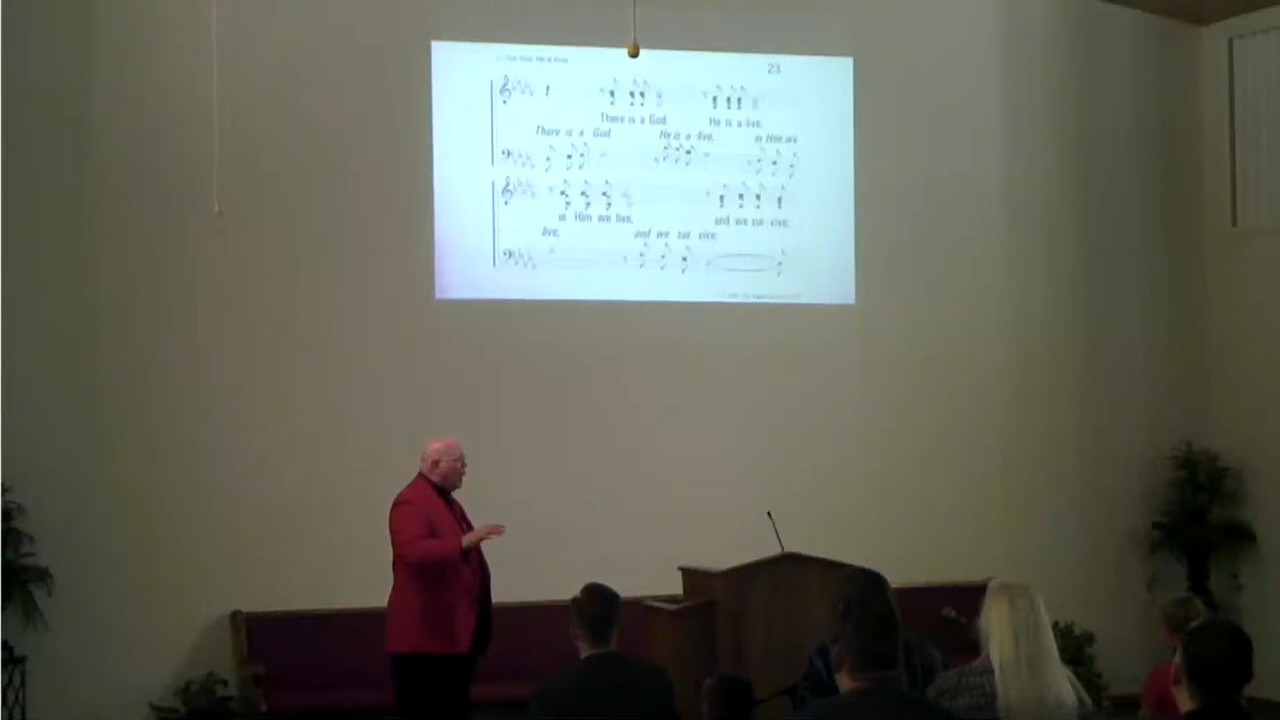 23
There is a God. He is a-live,
There is a God. He is a - live, in Him we
in Him we live, and we sur - vive;
live, and we sur - vive;